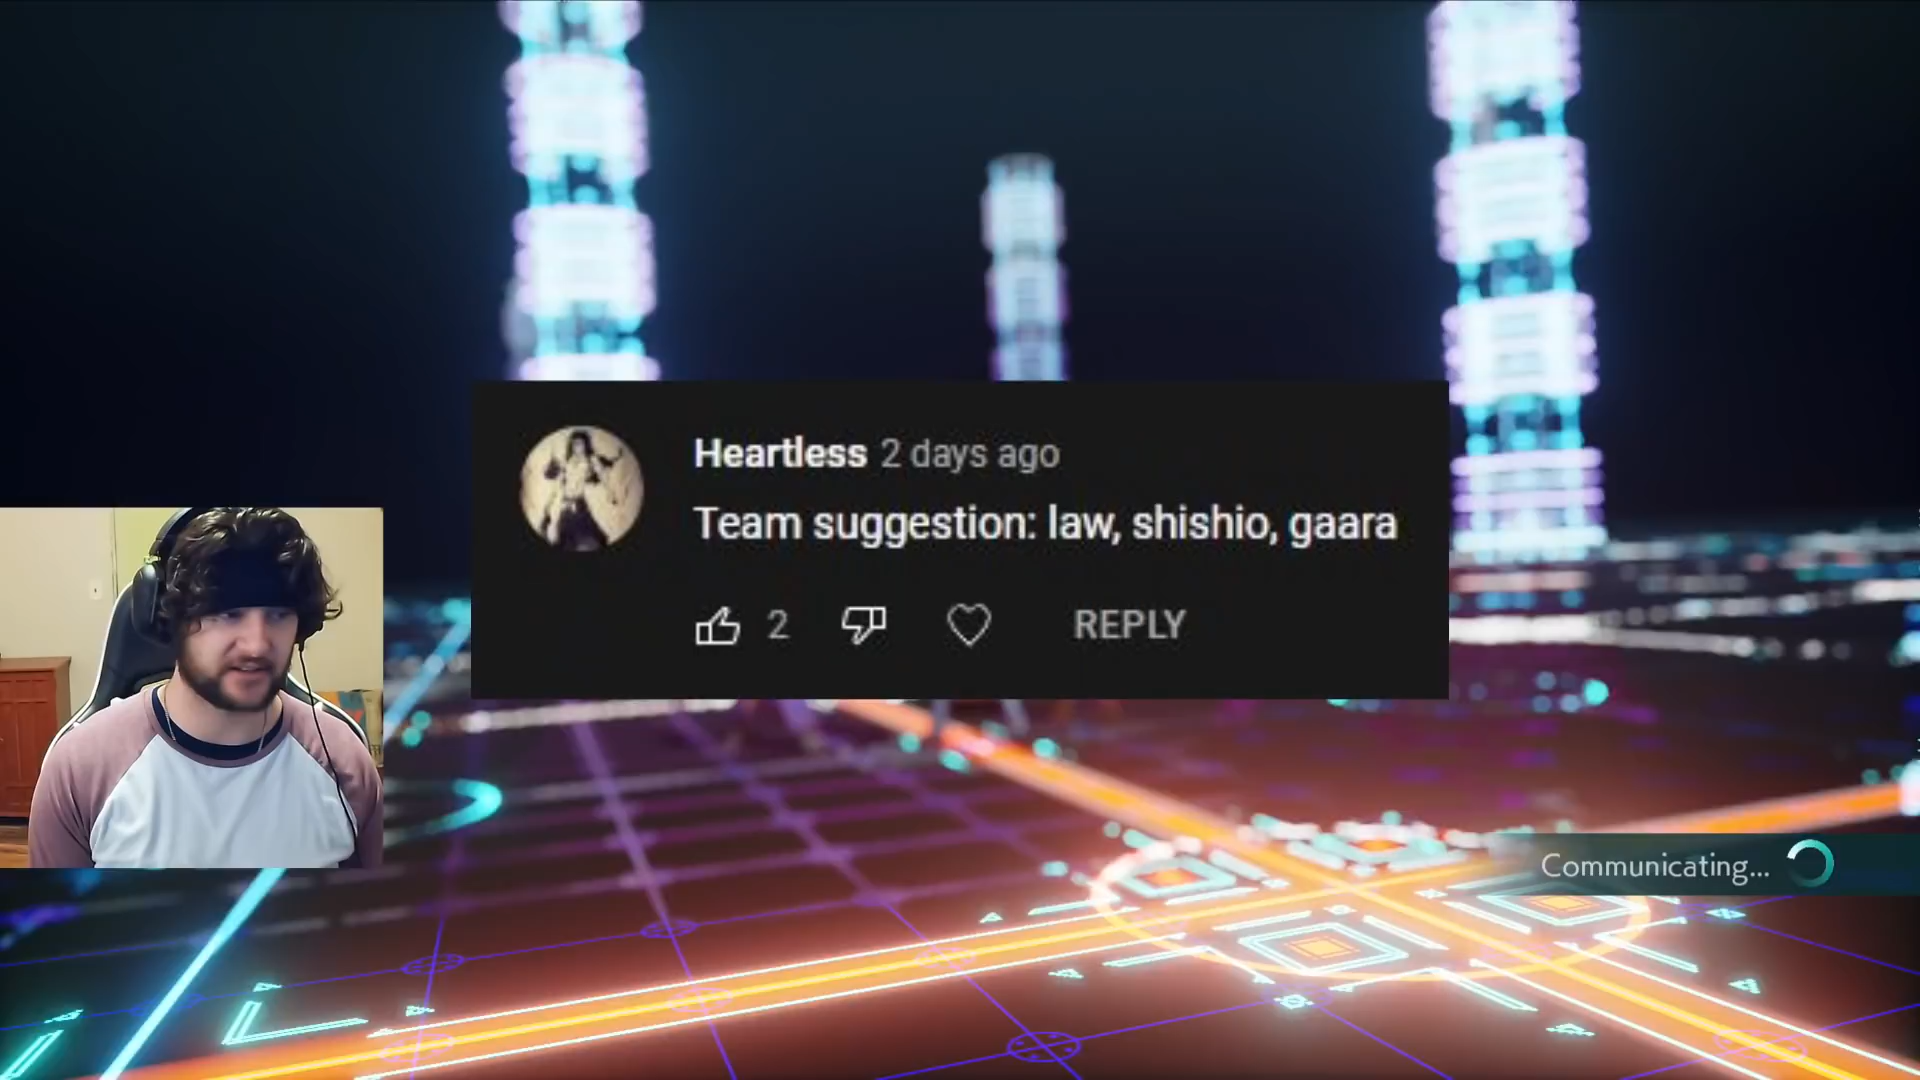 Heartless 2 days ago
Team suggestion: law, shishio, gaara
2 REPLY
Communicating...